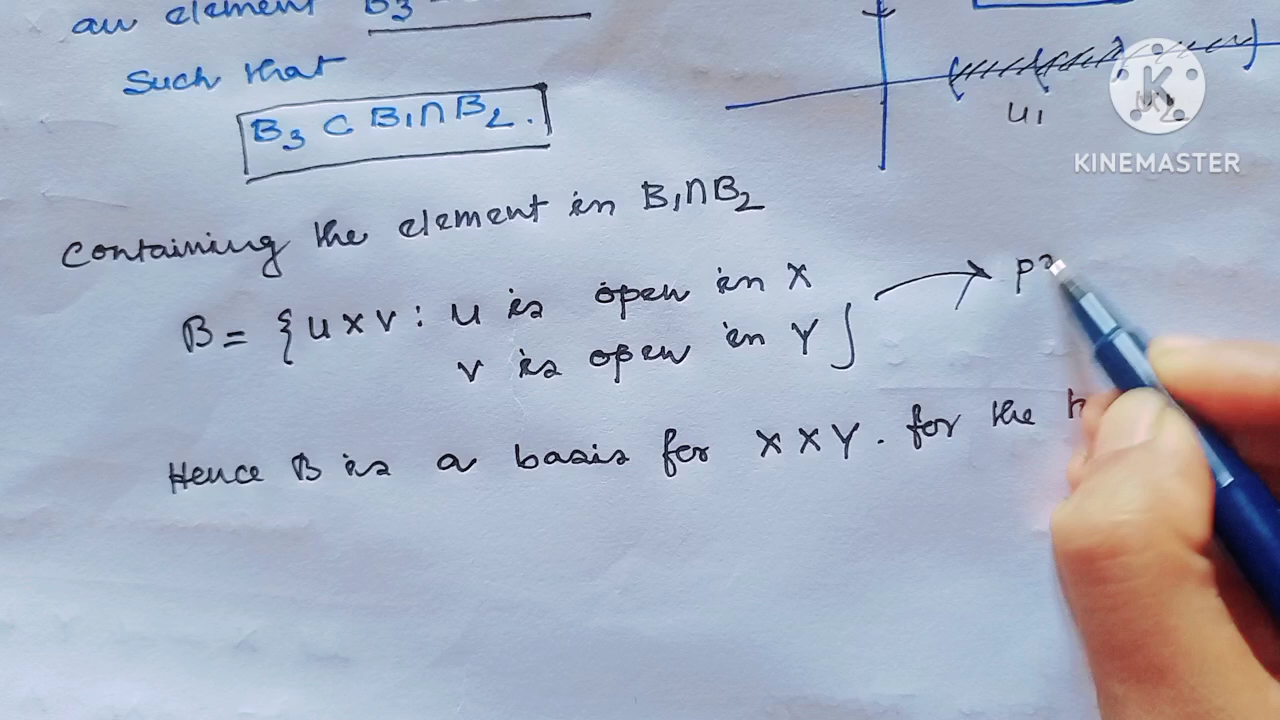 an element B3
Such that
B3 ⊂ B1∩B2.
U1
KINEMASTER
Containing the element in B1∩B2
B = {U×V : U is open in X
V is open in Y}
Hence B is a basis for X×Y. for the